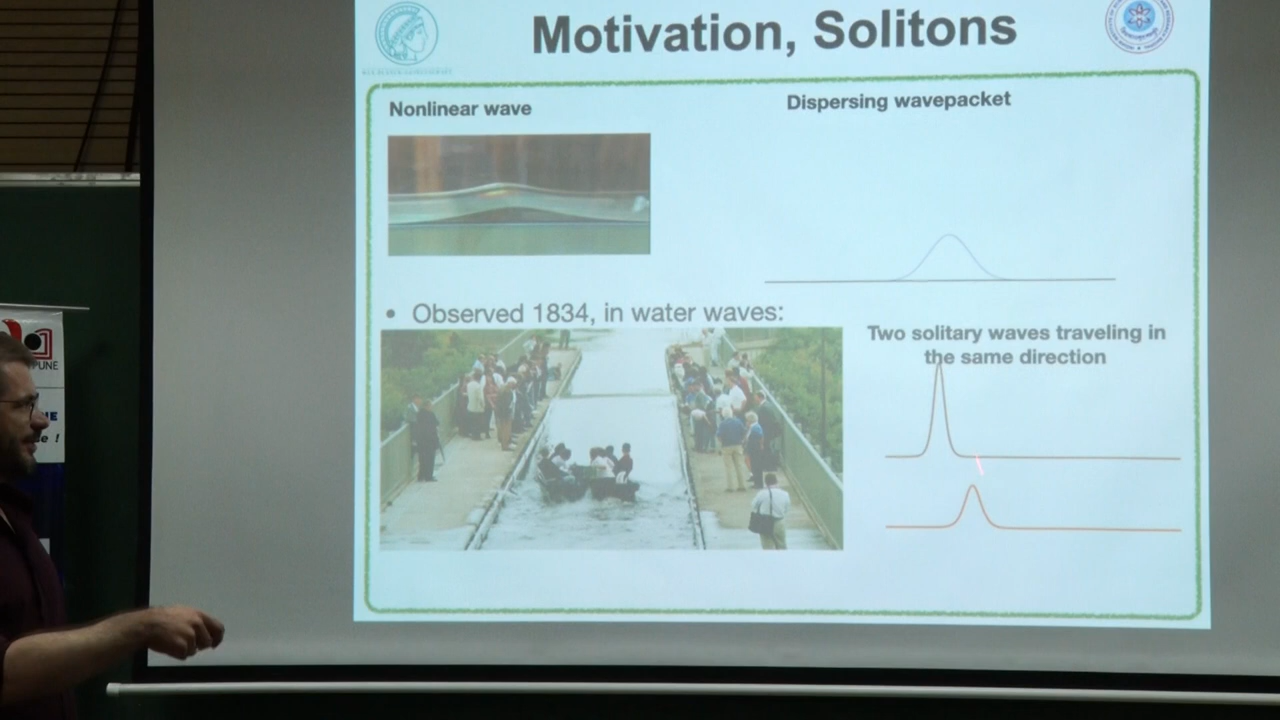 Motivation, Solitons
Nonlinear wave
Dispersing wavepacket
• Observed 1834, in water waves:
Two solitary waves traveling in
the same direction
PUNE